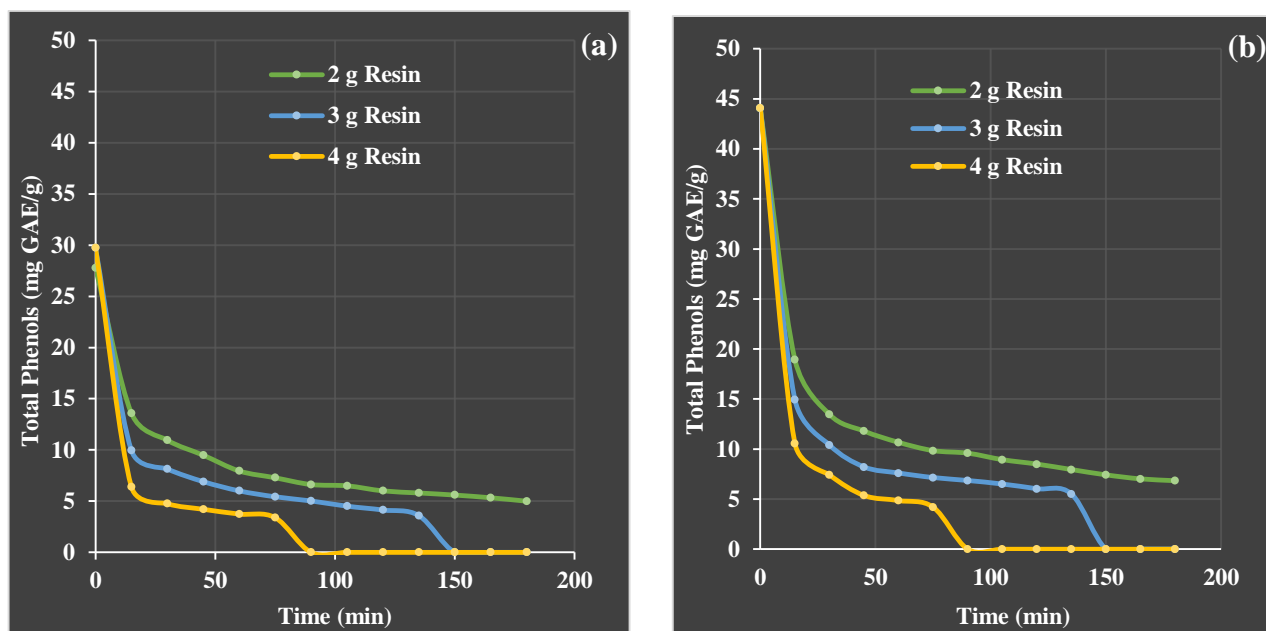 (a)
2 g Resin
3 g Resin
4 g Resin
Total Phenols (mg GAE/g)
50
45
40
35
30
25
20
15
10
5
0
0 50 100 150 200
Time (min)
(b)
2 g Resin
3 g Resin
4 g Resin
Total Phenols (mg GAE/g)
50
45
40
35
30
25
20
15
10
5
0
0 50 100 150 200
Time (min)